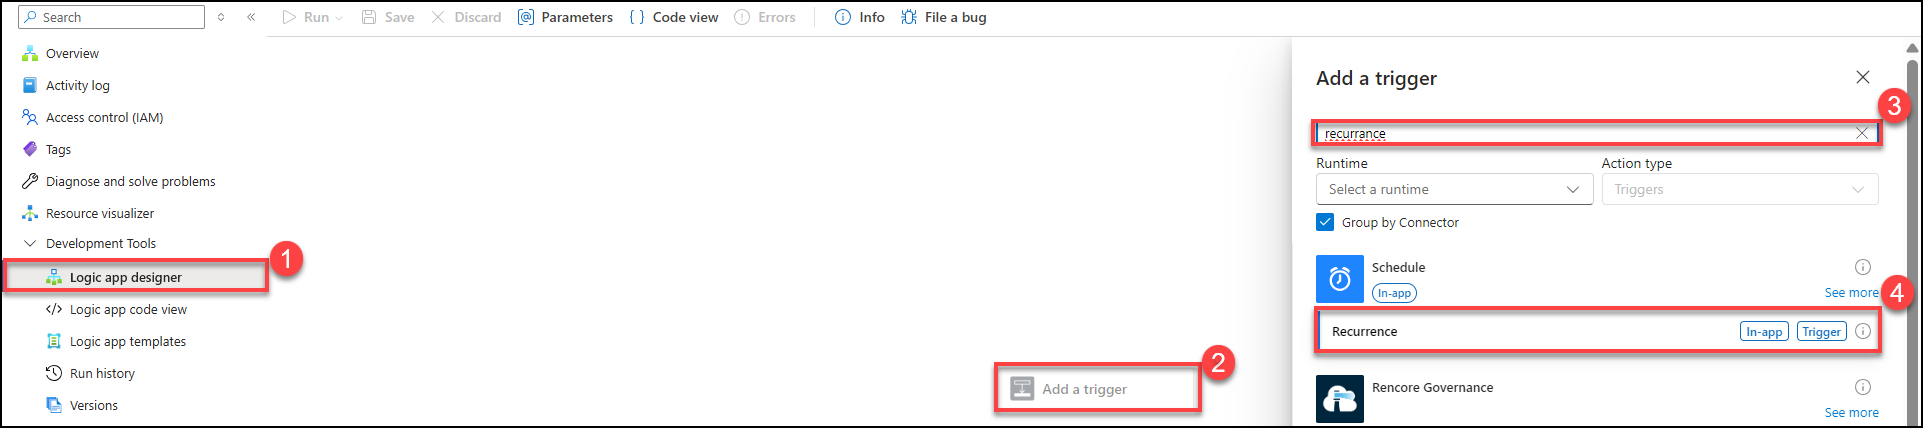 Search
Run Save Discard Parameters Code view Errors Info File a bug
Overview
Activity log
Access control (IAM)
Tags
Diagnose and solve problems
Resource visualizer
Development Tools
1
Logic app designer
Logic app code view
Logic app templates
Run history
Versions
2
Add a trigger
Add a trigger
3
recurrance
Runtime Action type
Select a runtime Triggers
Group by Connector
Schedule
In-app
See more
4
Recurrence In-app Trigger
Rencore Governance
See more